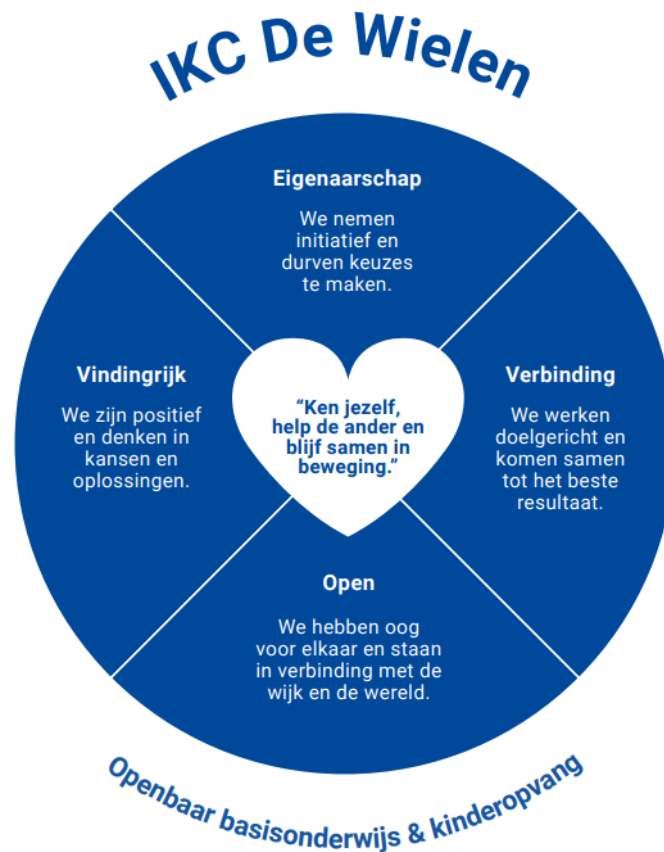 IKC De Wielen
Eigenaarschap
We nemen
initiatief en
durven keuzes
te maken.
Vindingrijk
We zijn positief
en denken in
kansen en
oplossingen.
“Ken jezelf,
help de ander en
blijf samen in
beweging.”
Verbinding
We werken
doelgericht en
komen samen
tot het beste
resultaat.
Open
We hebben oog
voor elkaar en staan
in verbinding met de
wijk en de wereld.
Openbaar basisonderwijs & kinderopvang